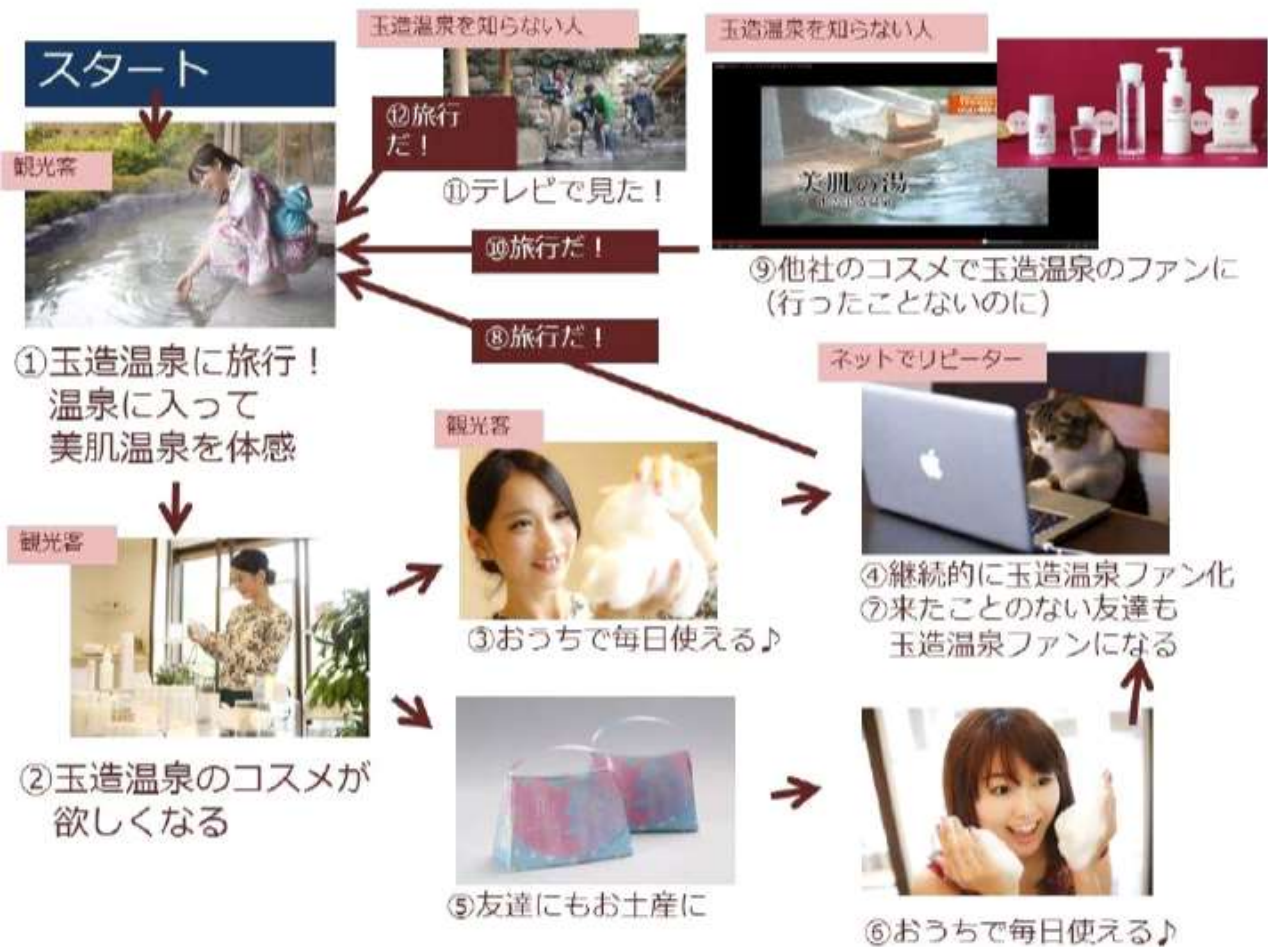 スタート
観光客
①玉造温泉に旅行！
温泉に入って
美肌温泉を体感
観光客
②玉造温泉のコスメが
欲しくなる
観光客
③おうちで毎日使える♪
ネットでリピーター
④継続的に玉造温泉ファン化
⑦来たことのない友達も
玉造温泉ファンになる
⑤友達にもお土産に
⑥おうちで毎日使える♪
⑧旅行だ！
玉造温泉を知らない人
美肌の湯
⑨他社のコスメで玉造温泉のファンに
（行ったことないのに）
⑩旅行だ！
玉造温泉を知らない人
⑪テレビで見た！
⑫旅行
だ！